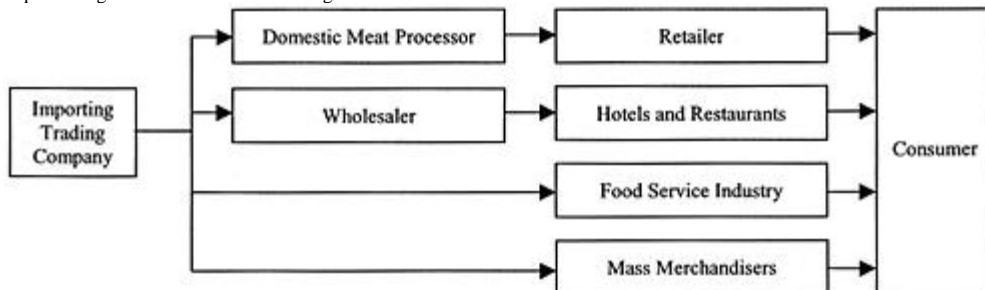 Domestic Meat Processor
Retailer
Importing
Trading
Company
Wholesaler
Hotels and Restaurants
Consumer
Food Service Industry
Mass Merchandisers